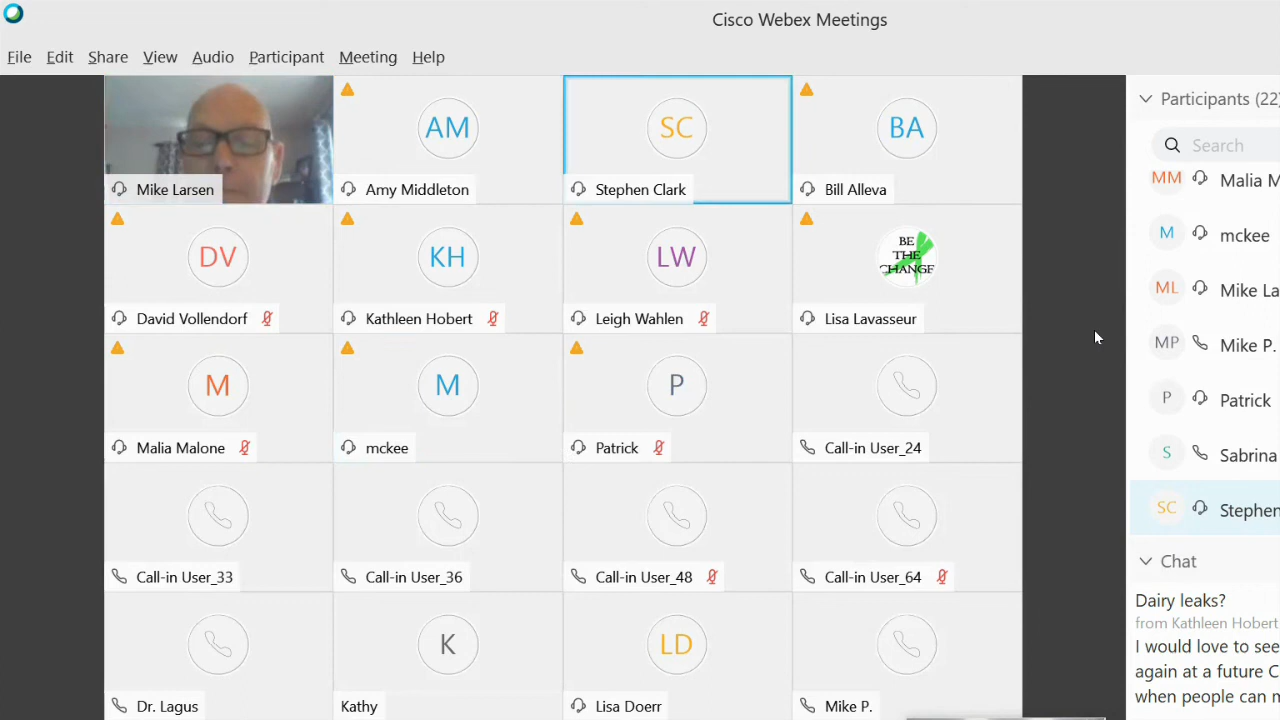 Cisco Webex Meetings
File Edit Share View Audio Participant Meeting Help
Mike Larsen
AM
Amy Middleton
SC
Stephen Clark
BA
Bill Alleva
DV
David Vollendorf
KH
Kathleen Hobert
LW
Leigh Wahlen
BE
THE
CHANGE
Lisa Lavasseur
M
Malia Malone
M
mckee
P
Patrick
Call-in User_24
Call-in User_33
Call-in User_36
Call-in User_48
Call-in User_64
Dr. Lagus
K
Kathy
LD
Lisa Doerr
Mike P.
Participants (22
Search
MM Malia M
M mckee
ML Mike La
MP Mike P.
P Patrick
S Sabrina
SC Stephen
Chat
Dairy leaks?
from Kathleen Hobert
I would love to see
again at a future C
when people can m